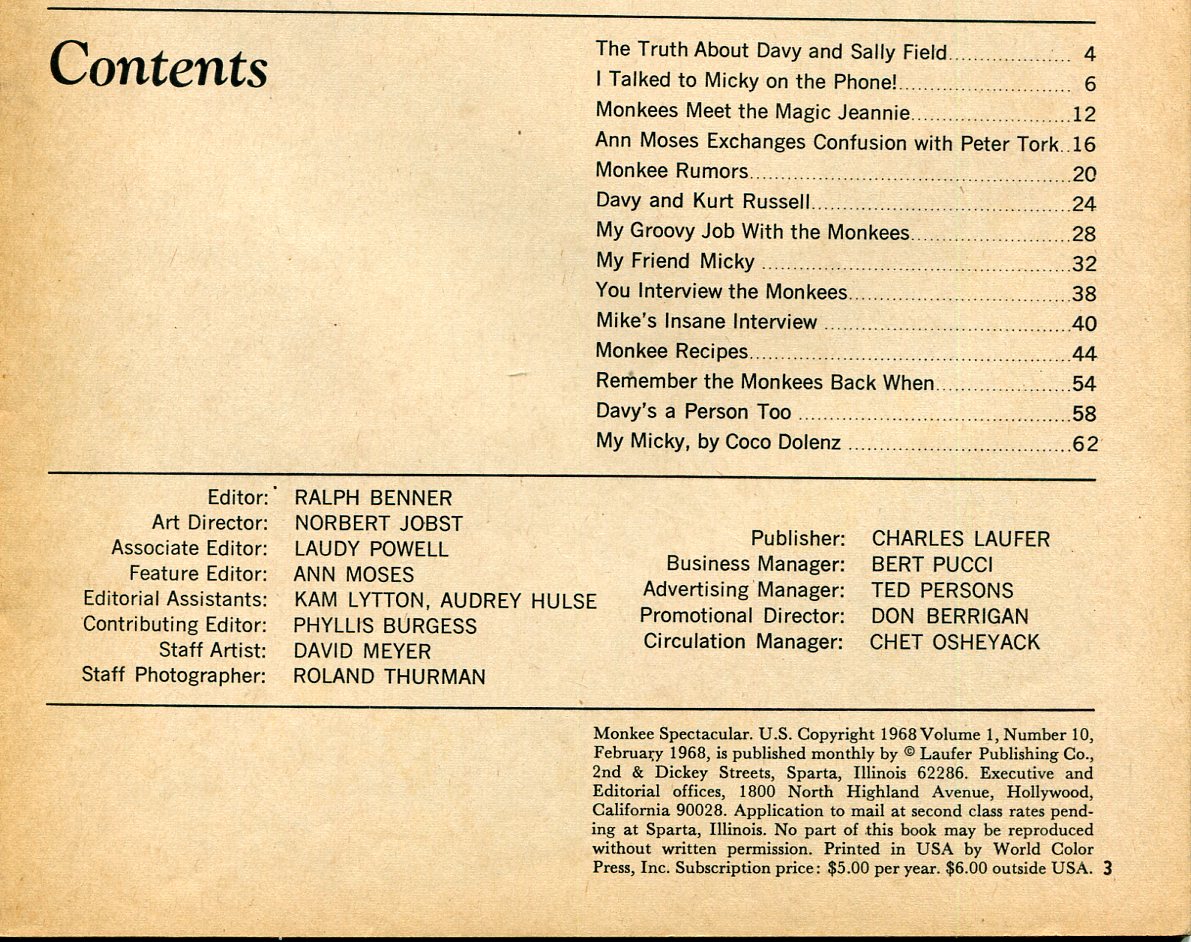 Contents
The Truth About Davy and Sally Field.................... 4
I Talked to Micky on the Phone!............................ 6
Monkees Meet the Magic Jeannie..........................12
Ann Moses Exchanges Confusion with Peter Tork..16
Monkee Rumors.....................................................20
Davy and Kurt Russell...........................................24
My Groovy Job With the Monkees..........................28
My Friend Micky ...................................................32
You Interview the Monkees.....................................38
Mike's Insane Interview .........................................40
Monkee Recipes.....................................................44
Remember the Monkees Back When......................54
Davy's a Person Too .............................................58
My Micky, by Coco Dolenz .....................................62
Editor: RALPH BENNER
Art Director: NORBERT JOBST
Associate Editor: LAUDY POWELL
Feature Editor: ANN MOSES
Editorial Assistants: KAM LYTTON, AUDREY HULSE
Contributing Editor: PHYLLIS BURGESS
Staff Artist: DAVID MEYER
Staff Photographer: ROLAND THURMAN
Publisher: CHARLES LAUFER
Business Manager: BERT PUCCI
Advertising Manager: TED PERSONS
Promotional Director: DON BERRIGAN
Circulation Manager: CHET OSHEYACK
Monkee Spectacular. U.S. Copyright 1968 Volume 1, Number 10,
February 1968, is published monthly by © Laufer Publishing Co.,
2nd & Dickey Streets, Sparta, Illinois 62286. Executive and
Editorial offices, 1800 North Highland Avenue, Hollywood,
California 90028. Application to mail at second class rates pend-
ing at Sparta, Illinois. No part of this book may be reproduced
without written permission. Printed in USA by World Color
Press, Inc. Subscription price: $5.00 per year. $6.00 outside USA. 3